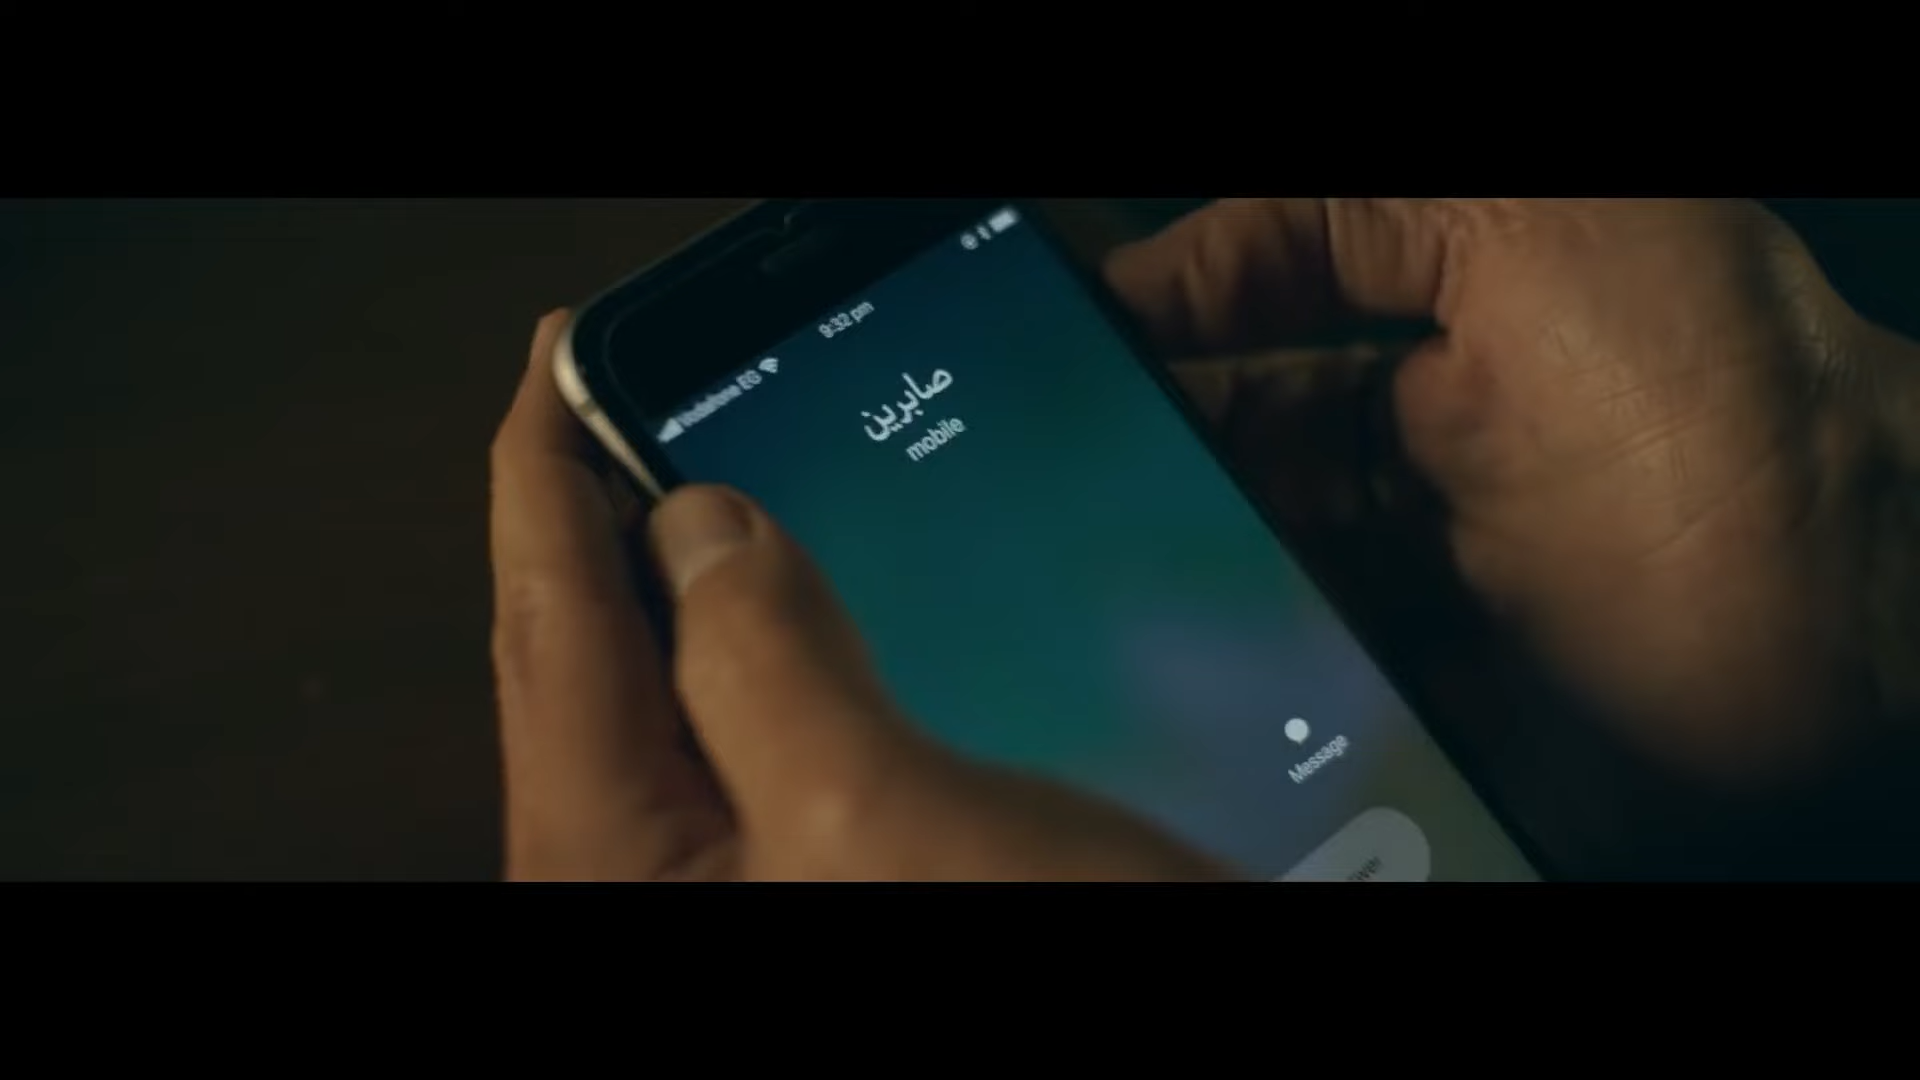 Vodafone EG
9:32 pm
صابرين
mobile
Message